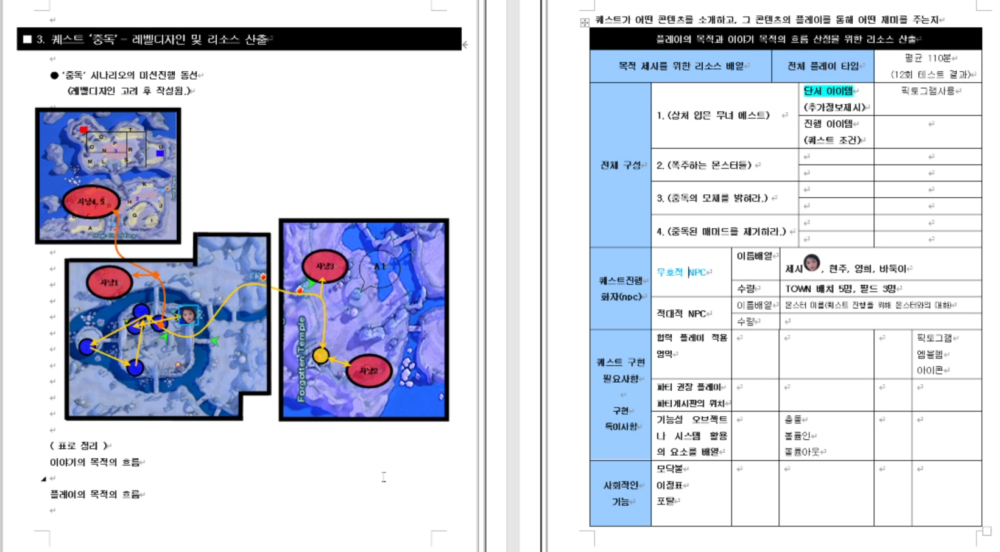 ■ 3. 퀘스트 ‘중독’ – 레벨디자인 및 리소스 산출
● ‘중독’ 시나리오의 미션진행 동선
(레벨디자인 고려 후 작성됨.)
T
Q
P
O
N
3
R
U
M
L
S
K
사냥4, 5
D
H
2
J
C
G
I
A
사냥1
사냥3
A 1
Forgotten Temple
사냥2
( 표로 정리 )
이야기의 목적의 흐름
플레이의 목적의 흐름
퀘스트가 어떤 콘텐츠를 소개하고, 그 콘텐츠의 플레이를 통해 어떤 재미를 주는지
플레이의 목적과 이야기 목적의 흐름 산정을 위한 리소스 산출
목적 제시를 위한 리소스 배열
전체 플레이 타임
평균 110분
(12회 테스트 결과)
전체 구성
1. (상처 입은 무녀 메스트)
단서 아이템
(추가정보제시)
픽토그램사용
진행 아이템
(퀘스트 조건)
2. (폭주하는 몬스터들)
3. (중독의 모체를 밝혀라.)
4. (중독된 매미드를 제거하라.)
퀘스트진행
화자(npc)
우호적 NPC
이름배열
제시 , 현주, 영희, 바둑이
수량
TOWN 배치 5명, 필드 3명
적대적 NPC
이름배열
몬스터 이름(퀘스트 진행을 위해 몬스터와의 대화)
수량
퀘스트 구현
필요사항
구현
특이사항
협력 플레이 적용
영역
픽토그램
엠블렘
아이콘
파티 권장 플레이
파티게시판의 위치
기능성 오브젝트
나 시스템 활용
의 요소를 배열
충돌
볼륨인
볼륨아웃
사회적인
기능
모닥불
이정표
포탈